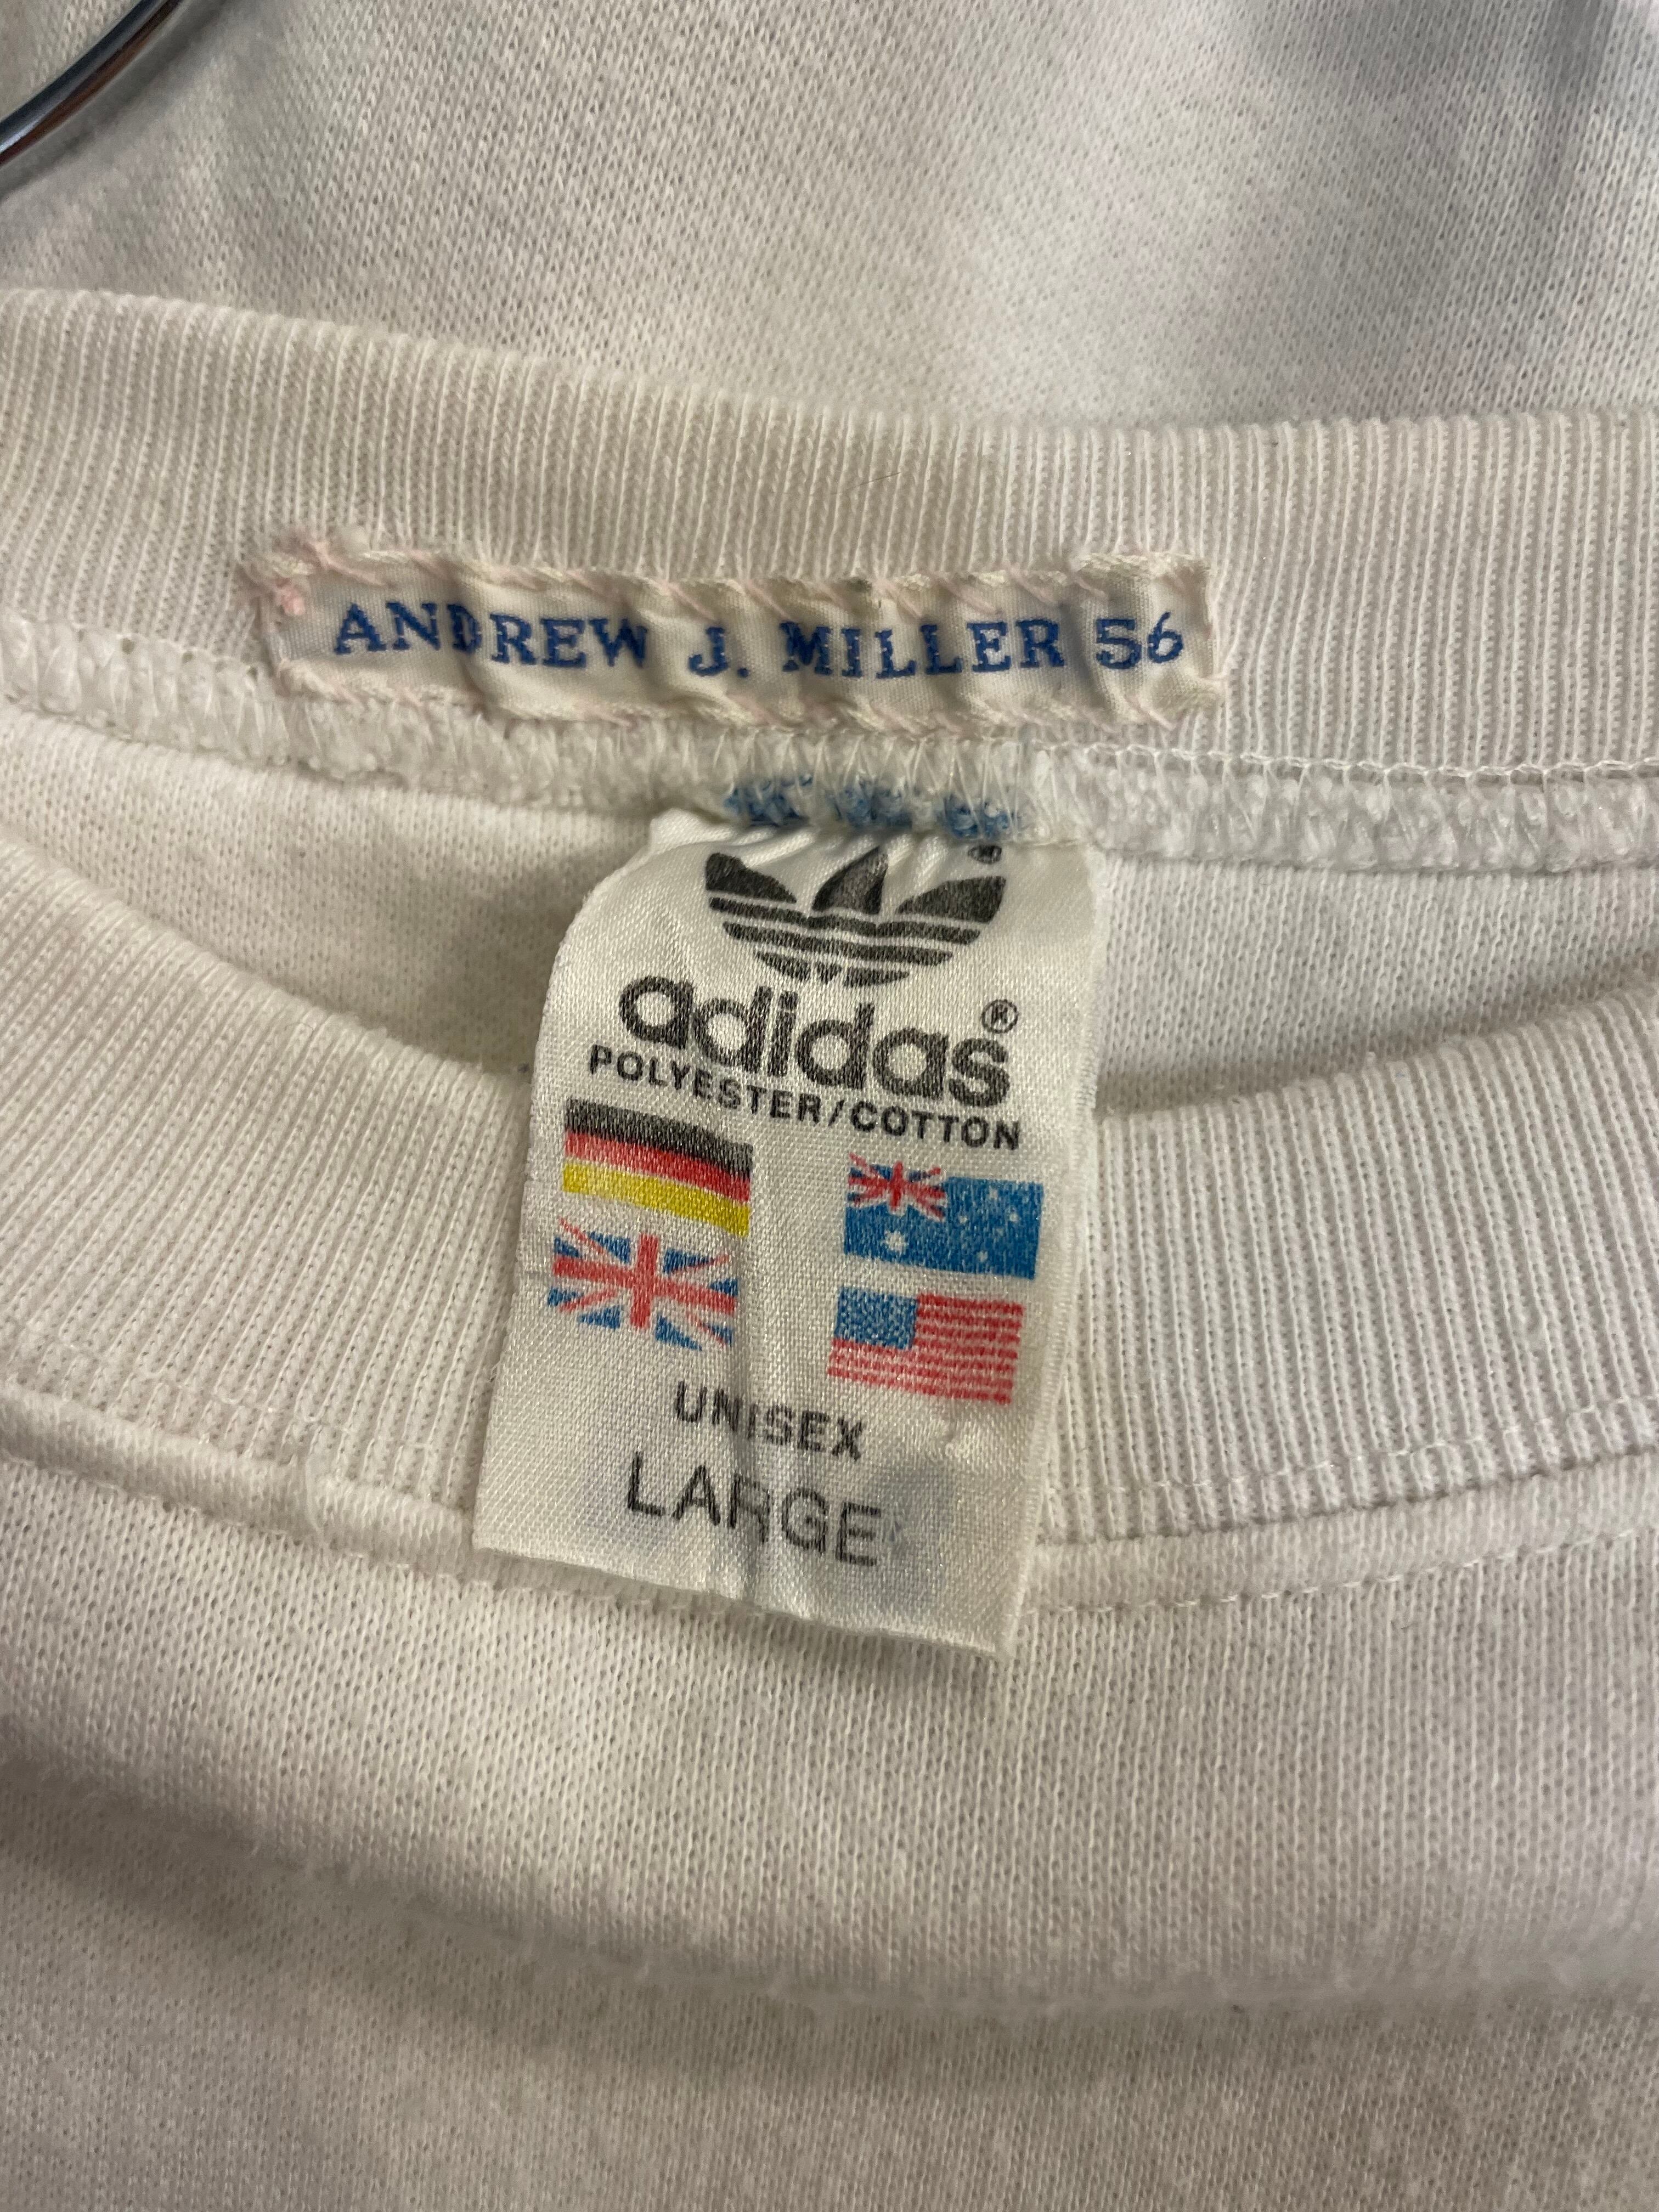 ANDREW J. MILLER 56
®
adidas®
POLYESTER/COTTON
UNISEX
LARGE